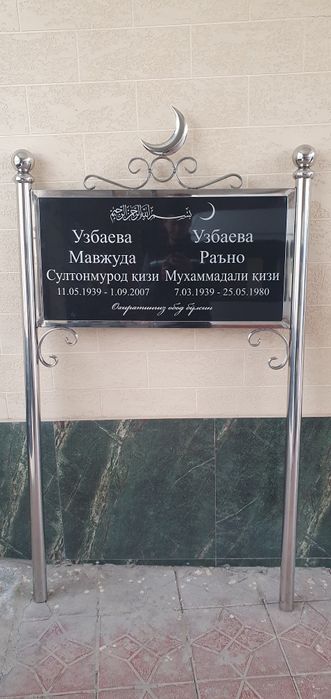 بسم الله الرحمن الرحيم
Узбаева
Мавжуда
Султонмурод қизи
11.05.1939 - 1.09.2007
Узбаева
Раъно
Мухаммадали қизи
7.03.1939 - 25.05.1980
Охиратингиз обод бўлсин